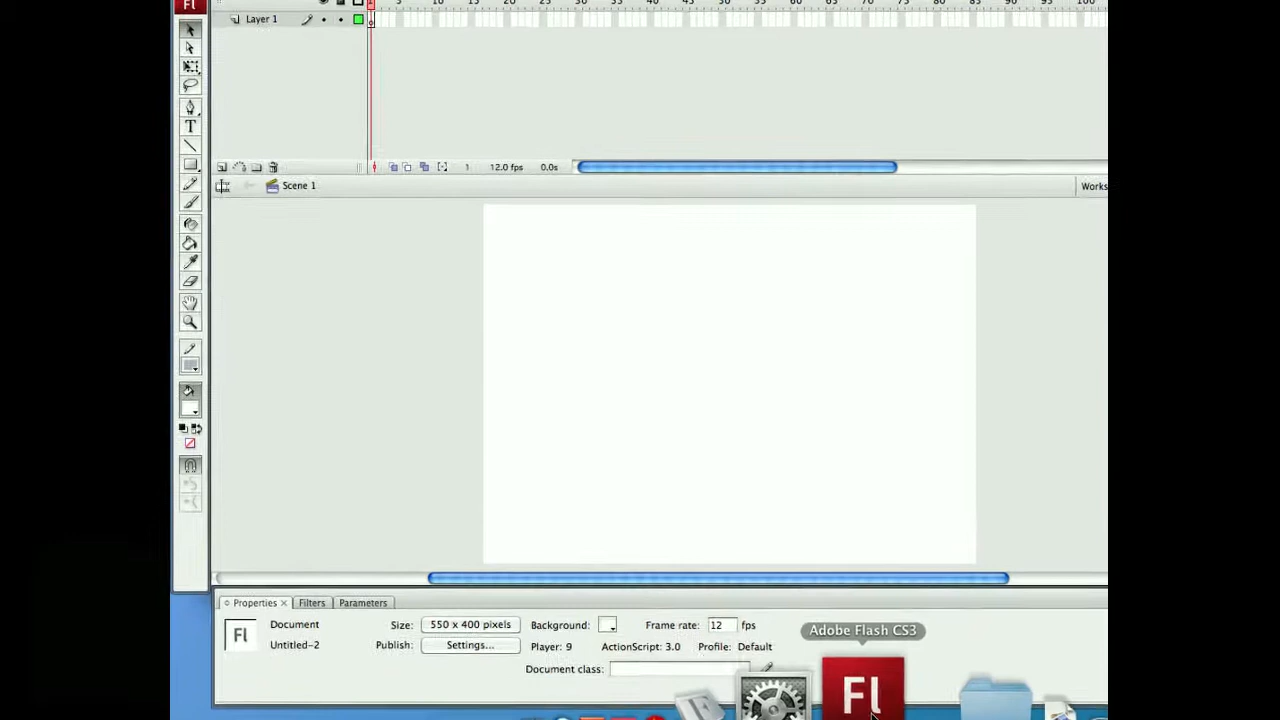 Fl
5 10 15 20 25 30 35 40 45 50 55 60 65 70 75 80 85 90 95 100
Layer 1
T
1 12.0 fps 0.0s
Scene 1
Works
Properties × Filters Parameters
Fl Document Size: 550 x 400 pixels Background: Frame rate: 12 fps
Adobe Flash CS3
Untitled-2 Publish: Settings... Player: 9 ActionScript: 3.0 Profile: Default
Document class:
Fl